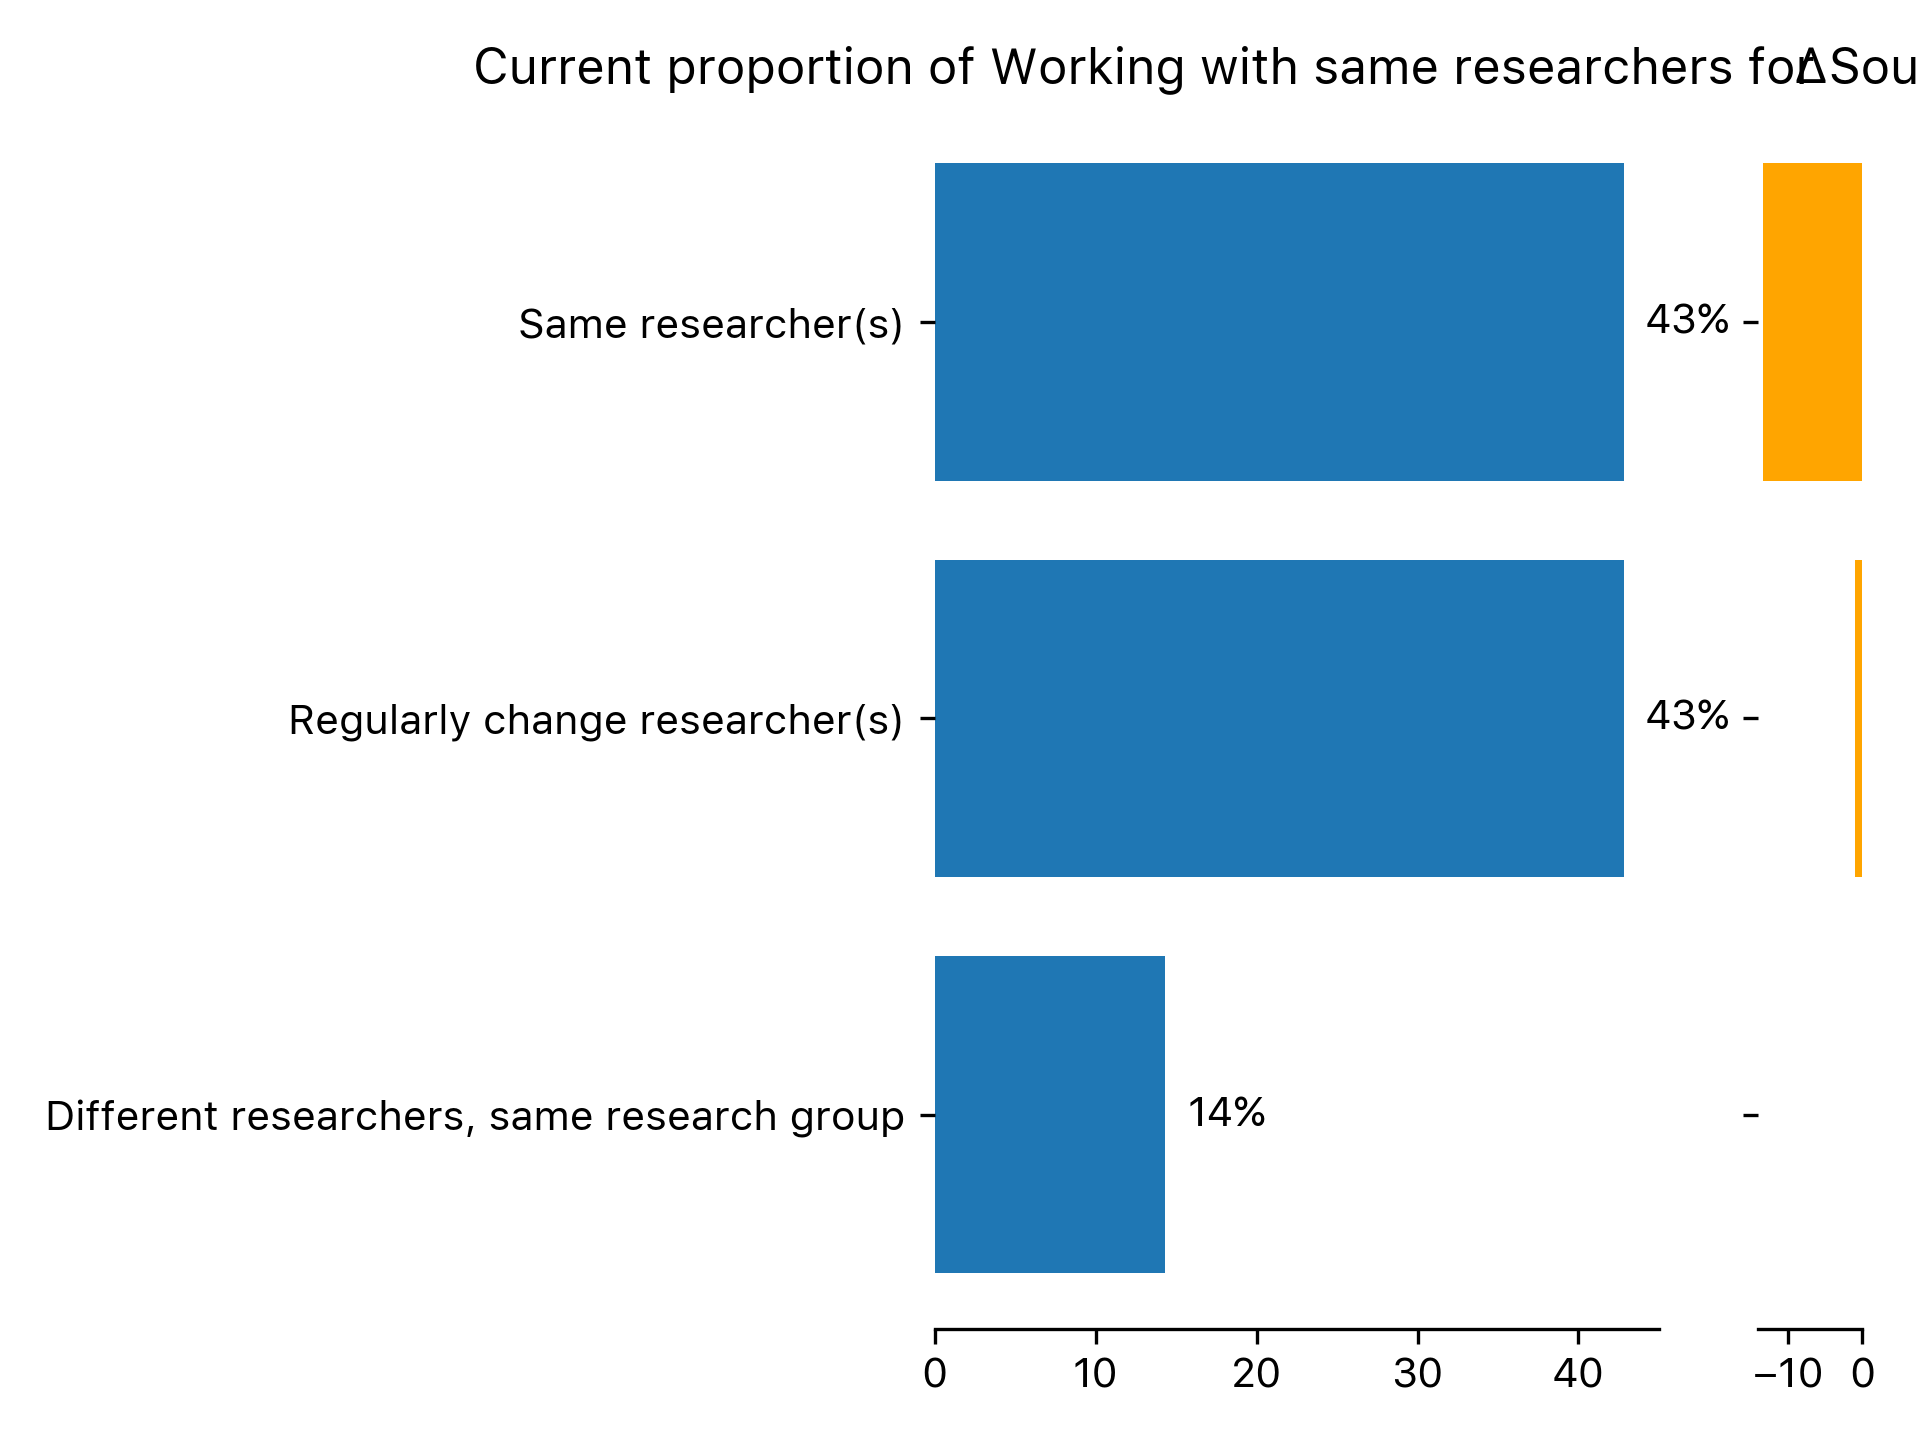 Current proportion of Working with same researchers for ΔSou
Same researcher(s) 43%
Regularly change researcher(s) 43%
Different researchers, same research group 14%
0 10 20 30 40 −10 0